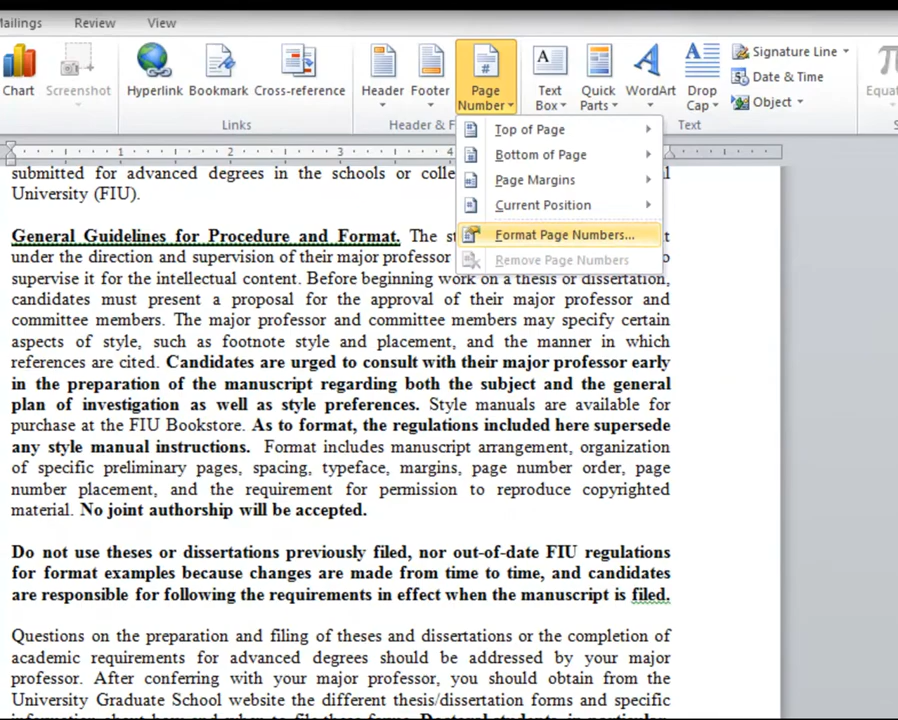 Mailings Review View
Chart Screenshot Hyperlink Bookmark Cross-reference Header Footer Page Number Text Box Quick Parts WordArt Drop Cap Signature Line Date & Time Object
Links Header & F Text
Top of Page
Bottom of Page
Page Margins
Current Position
Format Page Numbers...
Remove Page Numbers
1 2 3 4
submitted for advanced degrees in the schools or colle
University (FIU).
General Guidelines for Procedure and Format. The
under the direction and supervision of their major professor
supervise it for the intellectual content. Before beginning work on a thesis or dissertation,
candidates must present a proposal for the approval of their major professor and
committee members. The major professor and committee members may specify certain
aspects of style, such as footnote style and placement, and the manner in which
references are cited. Candidates are urged to consult with their major professor early
in the preparation of the manuscript regarding both the subject and the general
plan of investigation as well as style preferences. Style manuals are available for
purchase at the FIU Bookstore. As to format, the regulations included here supersede
any style manual instructions. Format includes manuscript arrangement, organization
of specific preliminary pages, spacing, typeface, margins, page number order, page
number placement, and the requirement for permission to reproduce copyrighted
material. No joint authorship will be accepted.
Do not use theses or dissertations previously filed, nor out-of-date FIU regulations
for format examples because changes are made from time to time, and candidates
are responsible for following the requirements in effect when the manuscript is filed.
Questions on the preparation and filing of theses and dissertations or the completion of
academic requirements for advanced degrees should be addressed by your major
professor. After conferring with your major professor, you should obtain from the
University Graduate School website the different thesis/dissertation forms and specific